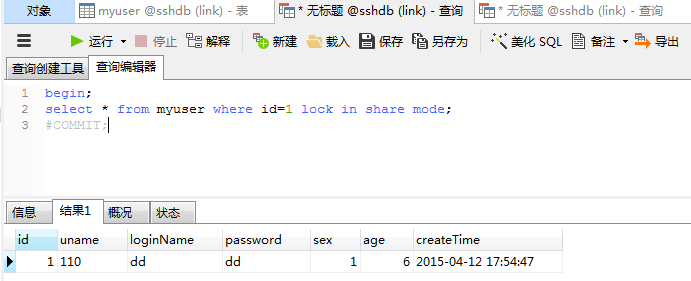 对象 myuser @sshdb (link) - 表 * 无标题 @sshdb (link) - 查询 * 无标题 @sshdb (link) - 查询
运行 停止 解释 新建 载入 保存 另存为 美化 SQL 备注 导出
查询创建工具 查询编辑器
1 begin;
2 select * from myuser where id=1 lock in share mode;
3 #COMMIT;
信息 结果1 概况 状态
id uname loginName password sex age createTime
1 110 dd dd 1 6 2015-04-12 17:54:47